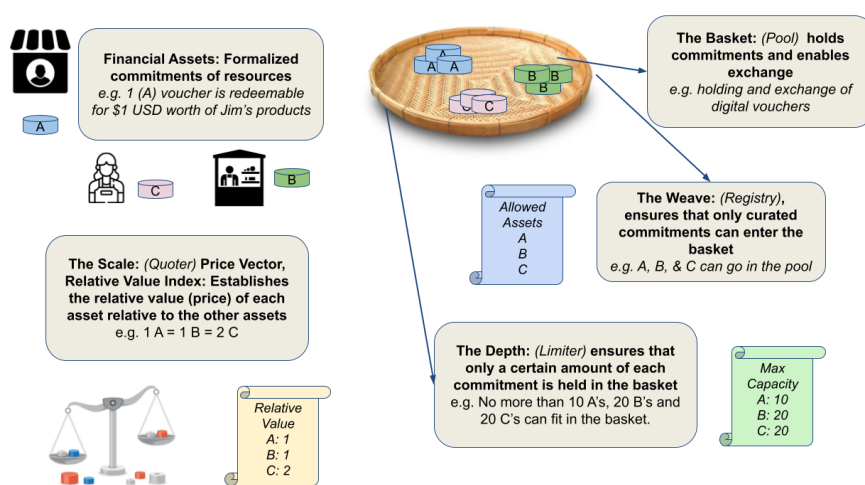 Financial Assets: Formalized
commitments of resources
e.g. 1 (A) voucher is redeemable
for $1 USD worth of Jim's products
A
C
B
The Scale: (Quoter) Price Vector,
Relative Value Index: Establishes
the relative value (price) of each
asset relative to the other assets
e.g. 1 A = 1 B = 2 C
Relative
Value
A: 1
B: 1
C: 2
A
A A
B B
B
C C
The Basket: (Pool) holds
commitments and enables
exchange
e.g. holding and exchange of
digital vouchers
Allowed
Assets
A
B
C
The Weave: (Registry),
ensures that only curated
commitments can enter the
basket
e.g. A, B, & C can go in the pool
The Depth: (Limiter) ensures that
only a certain amount of each
commitment is held in the basket
e.g. No more than 10 A's, 20 B's and
20 C's can fit in the basket.
Max
Capacity
A: 10
B: 20
C: 20